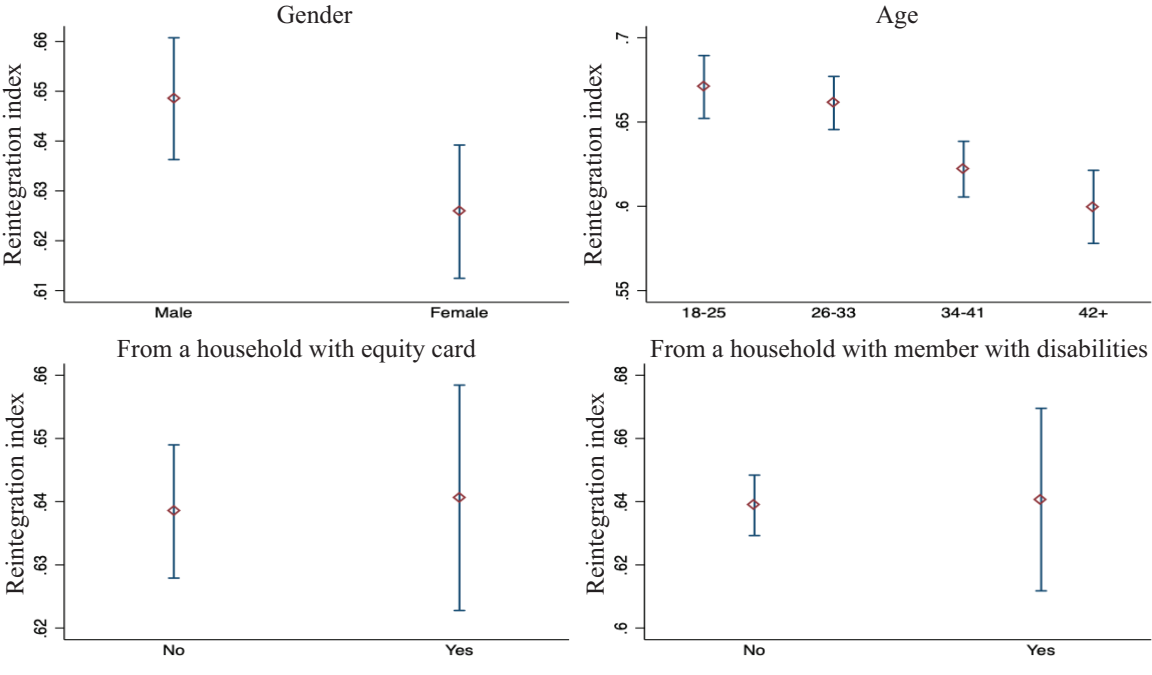 Gender
Reintegration index
.66
.65
.64
.63
.62
.61
Male Female
Age
Reintegration index
.7
.65
.6
.55
18-25 26-33 34-41 42+
From a household with equity card
Reintegration index
.66
.65
.64
.63
.62
No Yes
From a household with member with disabilities
Reintegration index
.68
.66
.64
.62
.6
No Yes